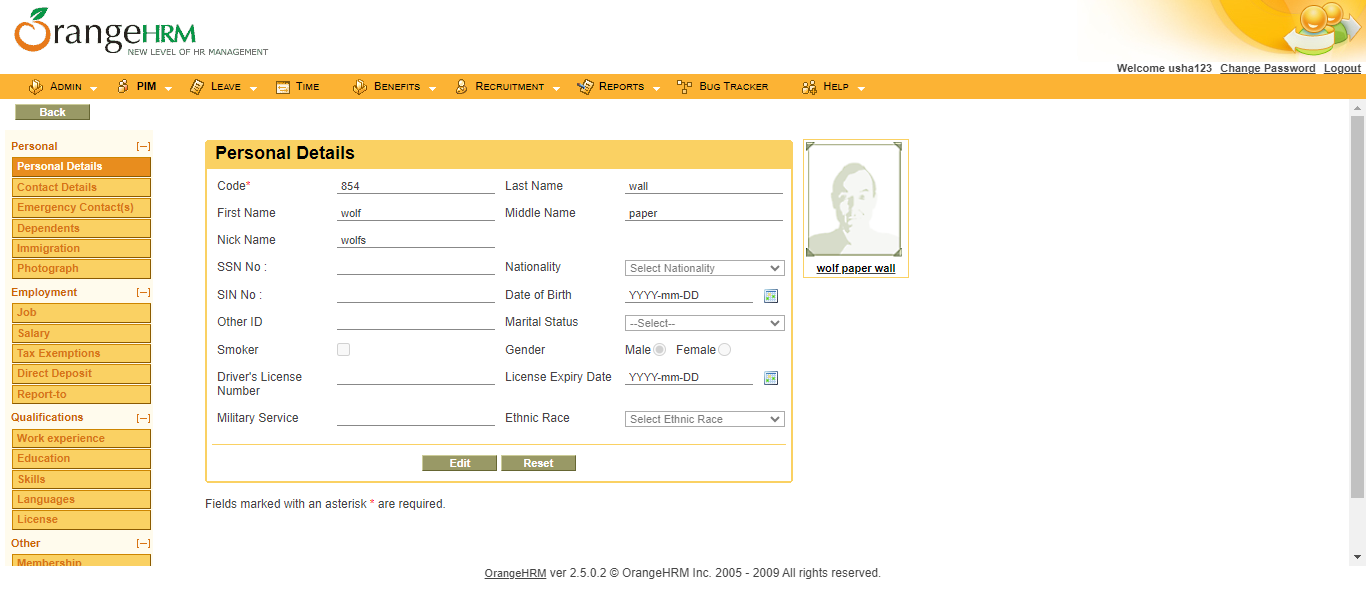 OrangeHRM
NEW LEVEL OF HR MANAGEMENT
Welcome usha123 Change Password Logout
ADMIN PIM LEAVE TIME BENEFITS RECRUITMENT REPORTS BUG TRACKER HELP
Back
Personal [—]
Personal Details
Contact Details
Emergency Contact(s)
Dependents
Immigration
Photograph
Employment [—]
Job
Salary
Tax Exemptions
Direct Deposit
Report-to
Qualifications [—]
Work experience
Education
Skills
Languages
License
Other [—]
Membership
Personal Details
Code* 854 Last Name wall
First Name wolf Middle Name paper
Nick Name wolfs
SSN No : Nationality Select Nationality
SIN No : Date of Birth YYYY-mm-DD
Other ID Marital Status --Select--
Smoker Gender Male Female
Driver's License Number License Expiry Date YYYY-mm-DD
Military Service Ethnic Race Select Ethnic Race
Edit Reset
Fields marked with an asterisk * are required.
wolf paper wall
OrangeHRM ver 2.5.0.2 © OrangeHRM Inc. 2005 - 2009 All rights reserved.